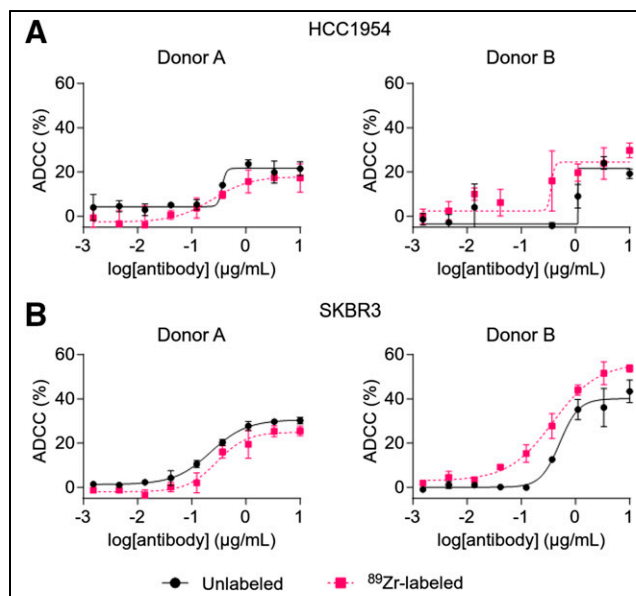 A
HCC1954
Donor A
Donor B
60
40
20
0
ADCC (%)
-3 -2 -1 0 1
log[antibody] (µg/mL)
60
40
20
0
ADCC (%)
-3 -2 -1 0 1
log[antibody] (µg/mL)
B
SKBR3
Donor A
Donor B
60
40
20
0
ADCC (%)
-3 -2 -1 0 1
log[antibody] (µg/mL)
60
40
20
0
ADCC (%)
-3 -2 -1 0 1
log[antibody] (µg/mL)
Unlabeled
⁸⁹Zr-labeled